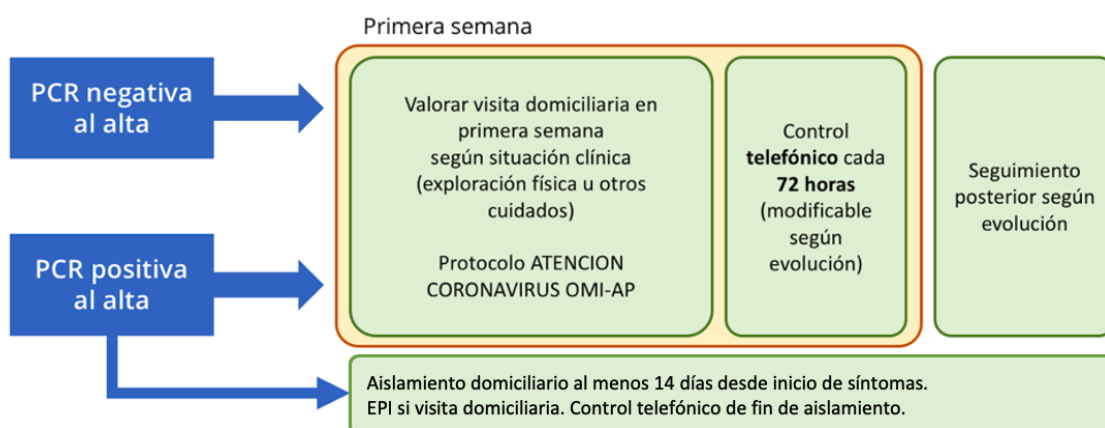 Primera semana
PCR negativa
al alta
Valorar visita domiciliaria en
primera semana
según situación clínica
(exploración física u otros
cuidados)
Protocolo ATENCION
CORONAVIRUS OMI-AP
Control
telefónico cada
72 horas
(modificable
según
evolución)
Seguimiento
posterior según
evolución
PCR positiva
al alta
Aislamiento domiciliario al menos 14 días desde inicio de síntomas.
EPI si visita domiciliaria. Control telefónico de fin de aislamiento.